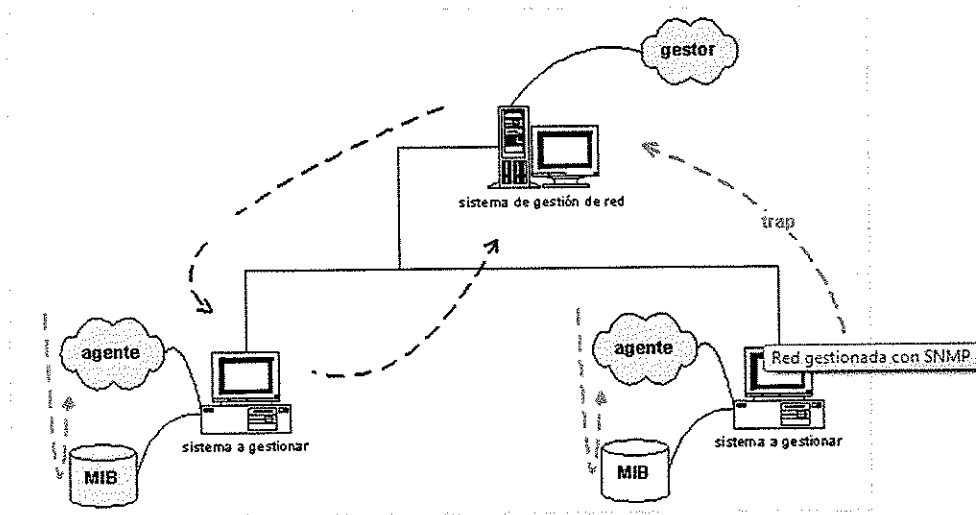 gestor
sistema de gestión de red
trap
agente
agente
Red gestionada con SNMP
sistema a gestionar
sistema a gestionar
MIB
MIB